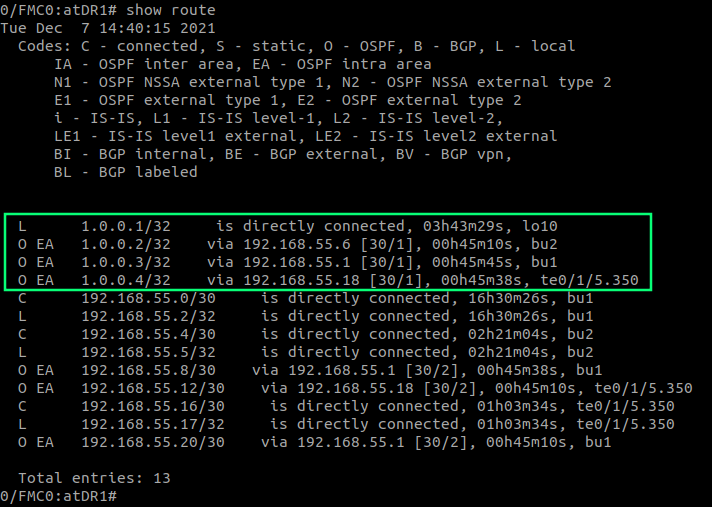 0/FMC0:atDR1# show route
Tue Dec  7 14:40:15 2021
  Codes: C - connected, S - static, O - OSPF, B - BGP, L - local
      IA - OSPF inter area, EA - OSPF intra area
      N1 - OSPF NSSA external type 1, N2 - OSPF NSSA external type 2
      E1 - OSPF external type 1, E2 - OSPF external type 2
      i - IS-IS, L1 - IS-IS level-1, L2 - IS-IS level-2,
      LE1 - IS-IS level1 external, LE2 - IS-IS level2 external
      BI - BGP internal, BE - BGP external, BV - BGP vpn,
      BL - BGP labeled
  L      1.0.0.1/32     is directly connected, 03h43m29s, lo10
  O EA   1.0.0.2/32    via 192.168.55.6 [30/1], 00h45m10s, bu2
  O EA   1.0.0.3/32    via 192.168.55.1 [30/1], 00h45m45s, bu1
  O EA   1.0.0.4/32    via 192.168.55.18 [30/1], 00h45m38s, te0/1/5.350
  C      192.168.55.0/30     is directly connected, 16h30m26s, bu1
  L      192.168.55.2/32     is directly connected, 16h30m26s, bu1
  C      192.168.55.4/30     is directly connected, 02h21m04s, bu2
  L      192.168.55.5/32     is directly connected, 02h21m04s, bu2
  O EA   192.168.55.8/30    via 192.168.55.1 [30/2], 00h45m38s, bu1
  O EA   192.168.55.12/30    via 192.168.55.18 [30/2], 00h45m10s, te0/1/5.350
  C      192.168.55.16/30     is directly connected, 01h03m34s, te0/1/5.350
  L      192.168.55.17/32     is directly connected, 01h03m34s, te0/1/5.350
  O EA   192.168.55.20/30    via 192.168.55.1 [30/2], 00h45m10s, bu1
  Total entries: 13
0/FMC0:atDR1#